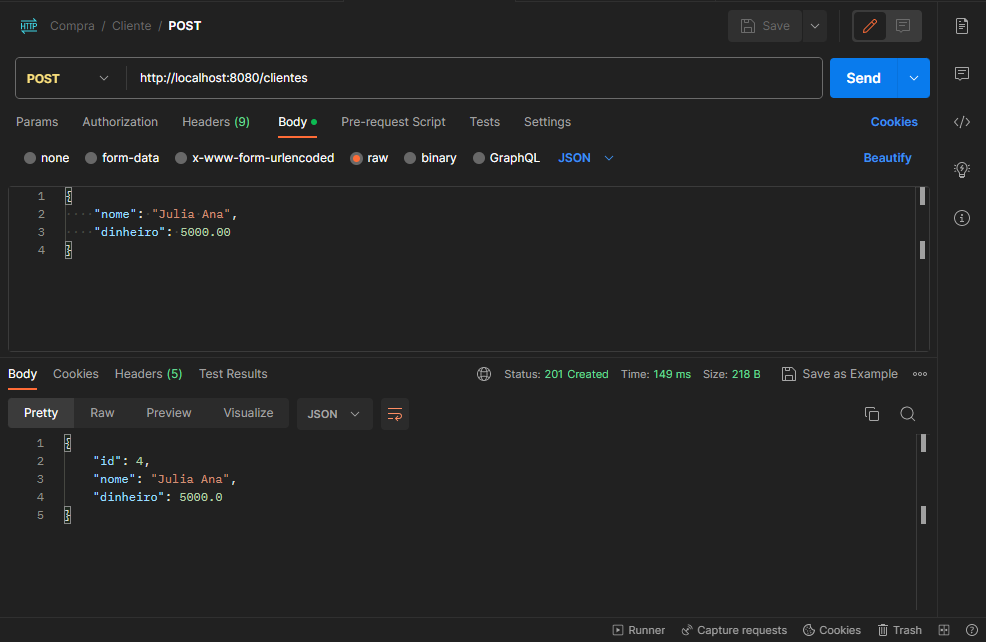 HTTP Compra / Cliente / POST Save
POST http://localhost:8080/clientes Send
Params Authorization Headers (9) Body Pre-request Script Tests Settings Cookies
none form-data x-www-form-urlencoded raw binary GraphQL JSON Beautify
1 {
2 "nome": "Julia Ana",
3 "dinheiro": 5000.00
4 }
Body Cookies Headers (5) Test Results Status: 201 Created Time: 149 ms Size: 218 B Save as Example
Pretty Raw Preview Visualize JSON
1 {
2 "id": 4,
3 "nome": "Julia Ana",
4 "dinheiro": 5000.0
5 }
Runner Capture requests Cookies Trash